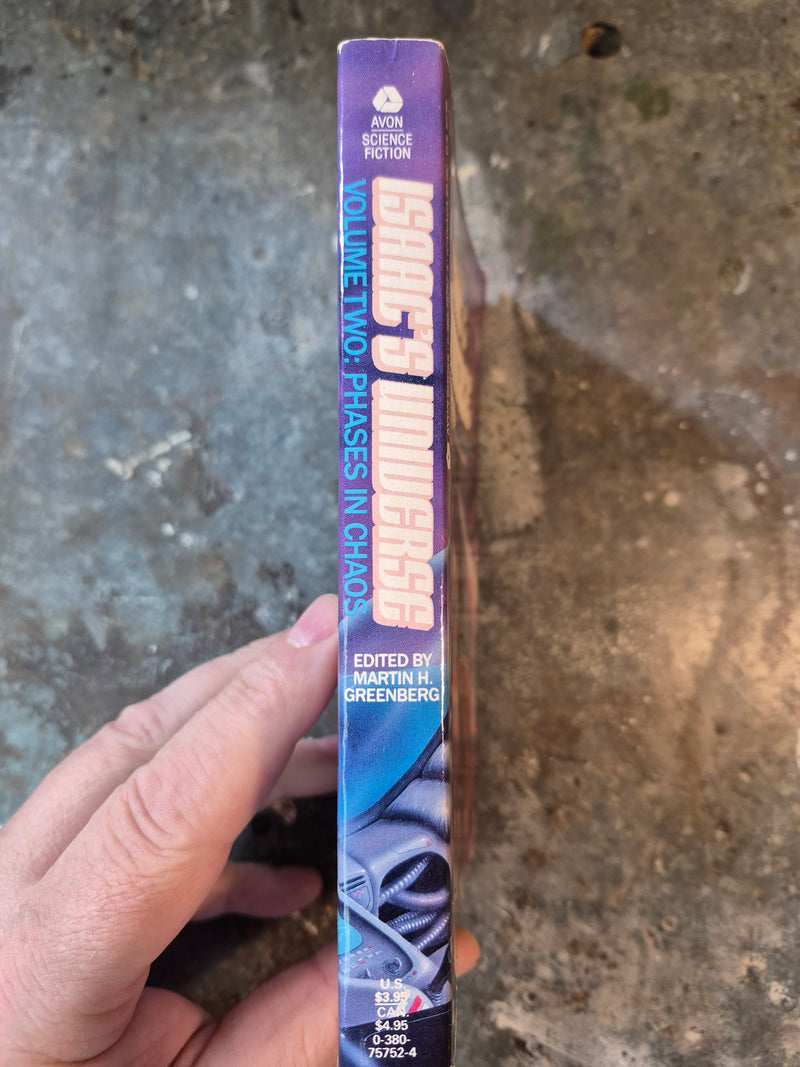 AVON
SCIENCE
FICTION
ISAAC'S UNIVERSE
VOLUME TWO: PHASES IN CHAOS
EDITED BY
MARTIN H.
GREENBERG
U.S.
$3.95
CAN.
$4.95
0-380-
75752-4